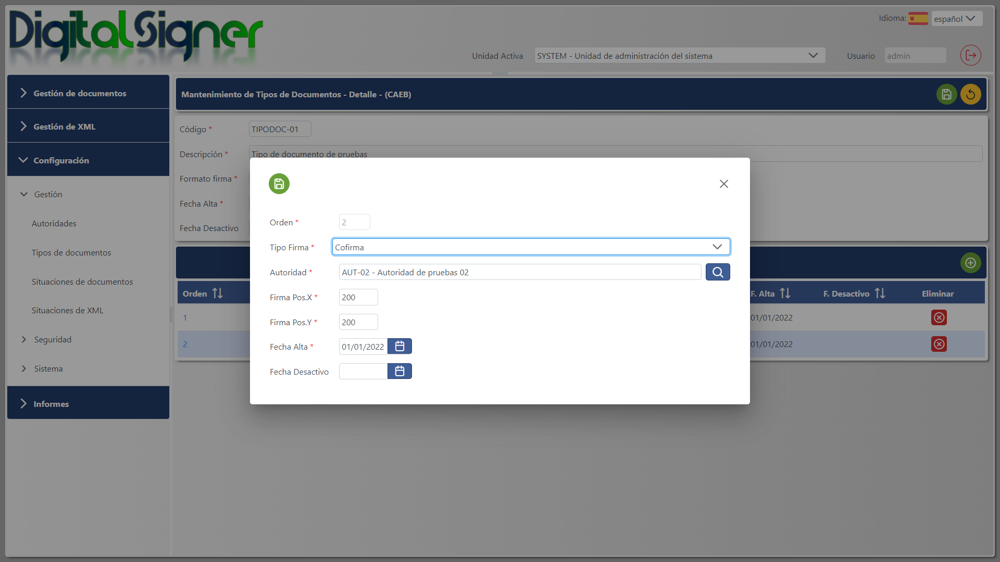 DigitalSigner
Idioma: español
Unidad Activa SYSTEM - Unidad de administración del sistema Usuario admin
Gestión de documentos
Gestión de XML
Configuración
Gestión
Autoridades
Tipos de documentos
Situaciones de documentos
Situaciones de XML
Seguridad
Sistema
Informes
Mantenimiento de Tipos de Documentos - Detalle - (CAEB)
Código * TIPODOC-01
Descripción * Tipo de documento de pruebas
Formato firma *
Fecha Alta *
Fecha Desactivo
Orden * 2
Tipo Firma * Cofirma
Autoridad * AUT-02 - Autoridad de pruebas 02
Firma Pos.X * 200
Firma Pos.Y * 200
Fecha Alta * 01/01/2022
Fecha Desactivo
Orden F. Alta F. Desactivo Eliminar
1 01/01/2022
2 01/01/2022